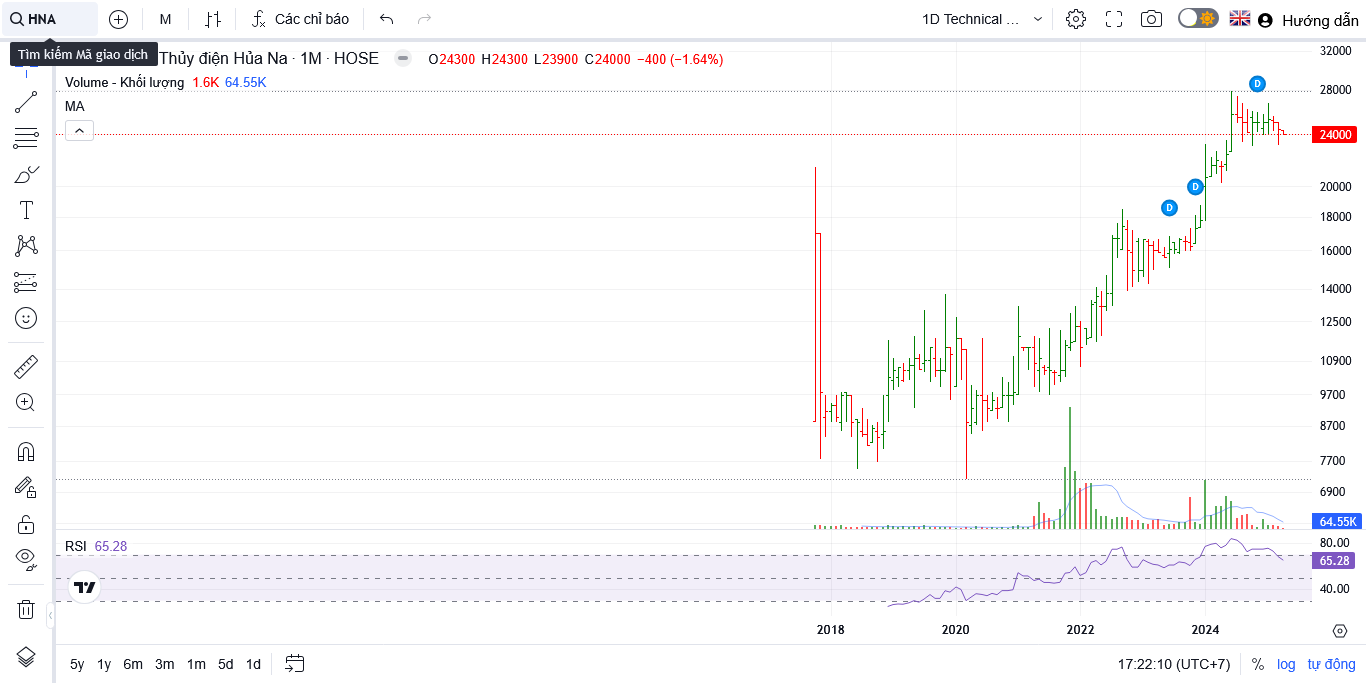 HNA
M
Các chỉ báo
1D Technical ...
Hướng dẫn
Tìm kiếm Mã giao dịch
Thủy điện Hủa Na · 1M · HOSE
O24300 H24300 L23900 C24000 −400 (−1.64%)
Volume - Khối lượng 1.6K 64.55K
MA
D
D
D
32000
28000
24000
20000
18000
16000
14000
12500
10900
9700
8700
7700
6900
64.55K
RSI 65.28
80.00
65.28
40.00
2018 2020 2022 2024
5y 1y 6m 3m 1m 5d 1d
17:22:10 (UTC+7) % log tự động